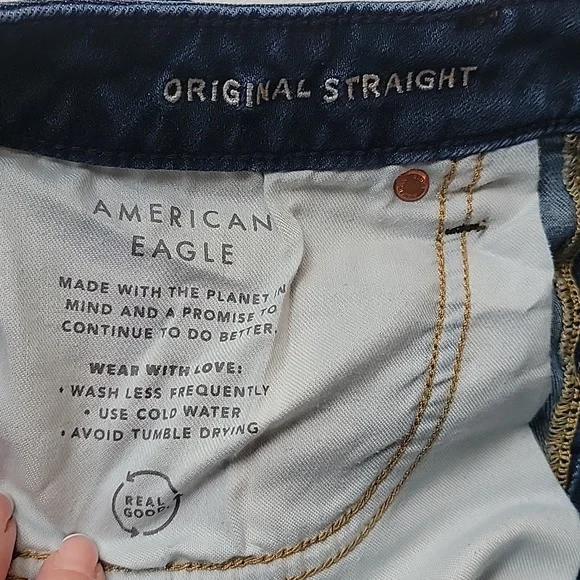 ORIGINAL STRAIGHT
AMERICAN
EAGLE
MADE WITH THE PLANET IN
MIND AND A PROMISE TO
CONTINUE TO DO BETTER.
WEAR WITH LOVE:
• WASH LESS FREQUENTLY
• USE COLD WATER
• AVOID TUMBLE DRYING
REAL
GOOD.